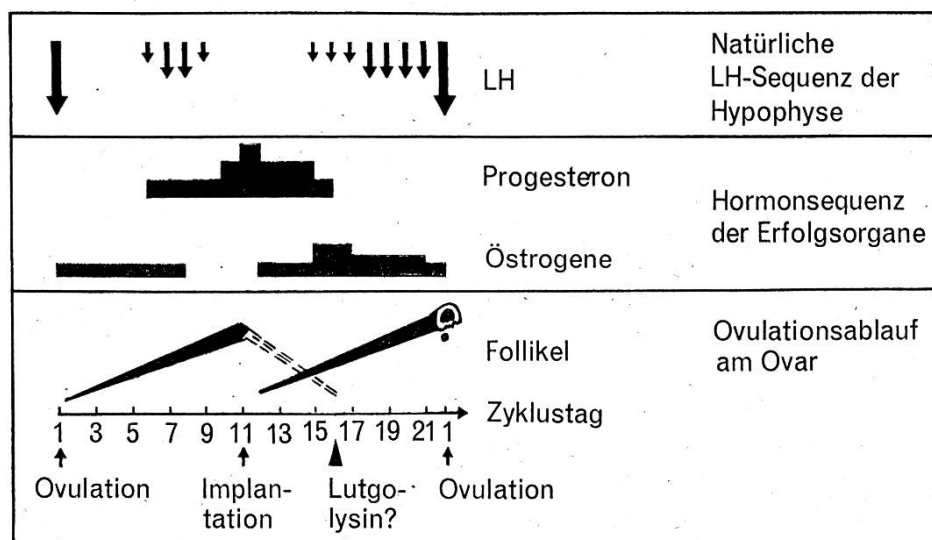 LH
Natürliche
LH-Sequenz der
Hypophyse
Progesteron
Östrogene
Hormonsequenz
der Erfolgsorgane
Follikel
Ovulationsablauf
am Ovar
Zyklustag
1 3 5 7 9 11 13 15 17 19 21 1
Ovulation
Implan-
tation
Lutgo-
lysin?
Ovulation